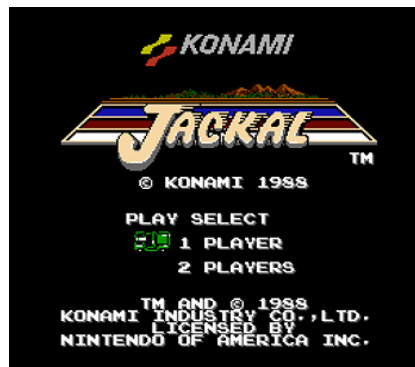 KONAMI
JACKAL
TM
© KONAMI 1988
PLAY SELECT
1 PLAYER
2 PLAYERS
TM AND © 1988
KONAMI INDUSTRY CO.,LTD.
LICENSED BY
NINTENDO OF AMERICA INC.